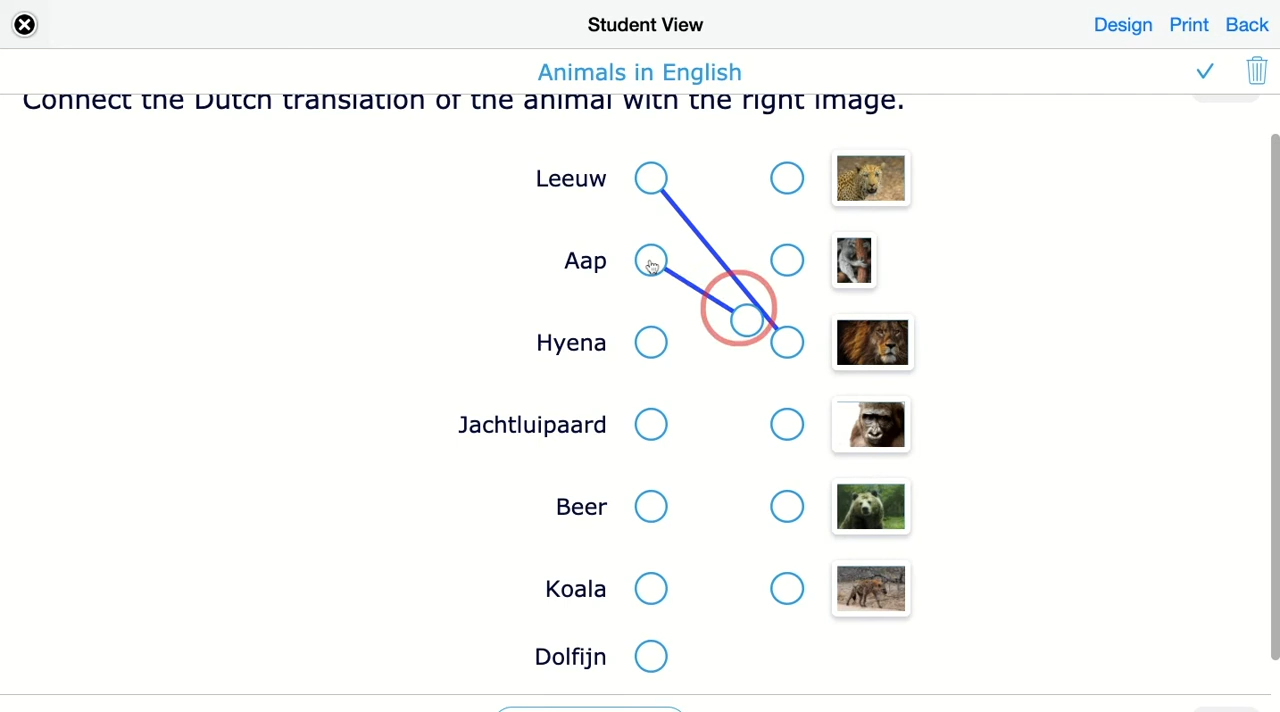 Student View
Design Print Back
Animals in English
Connect the Dutch translation of the animal with the right image.
Leeuw
Aap
Hyena
Jachtluipaard
Beer
Koala
Dolfijn